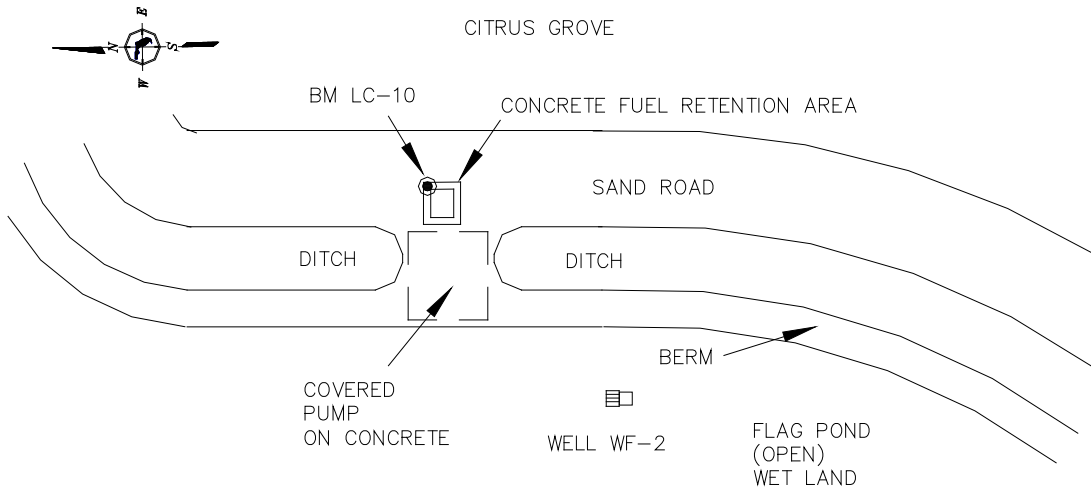 E
N
S
W
CITRUS GROVE
BM LC-10
CONCRETE FUEL RETENTION AREA
SAND ROAD
DITCH
DITCH
BERM
COVERED
PUMP
ON CONCRETE
WELL WF-2
FLAG POND
(OPEN)
WET LAND